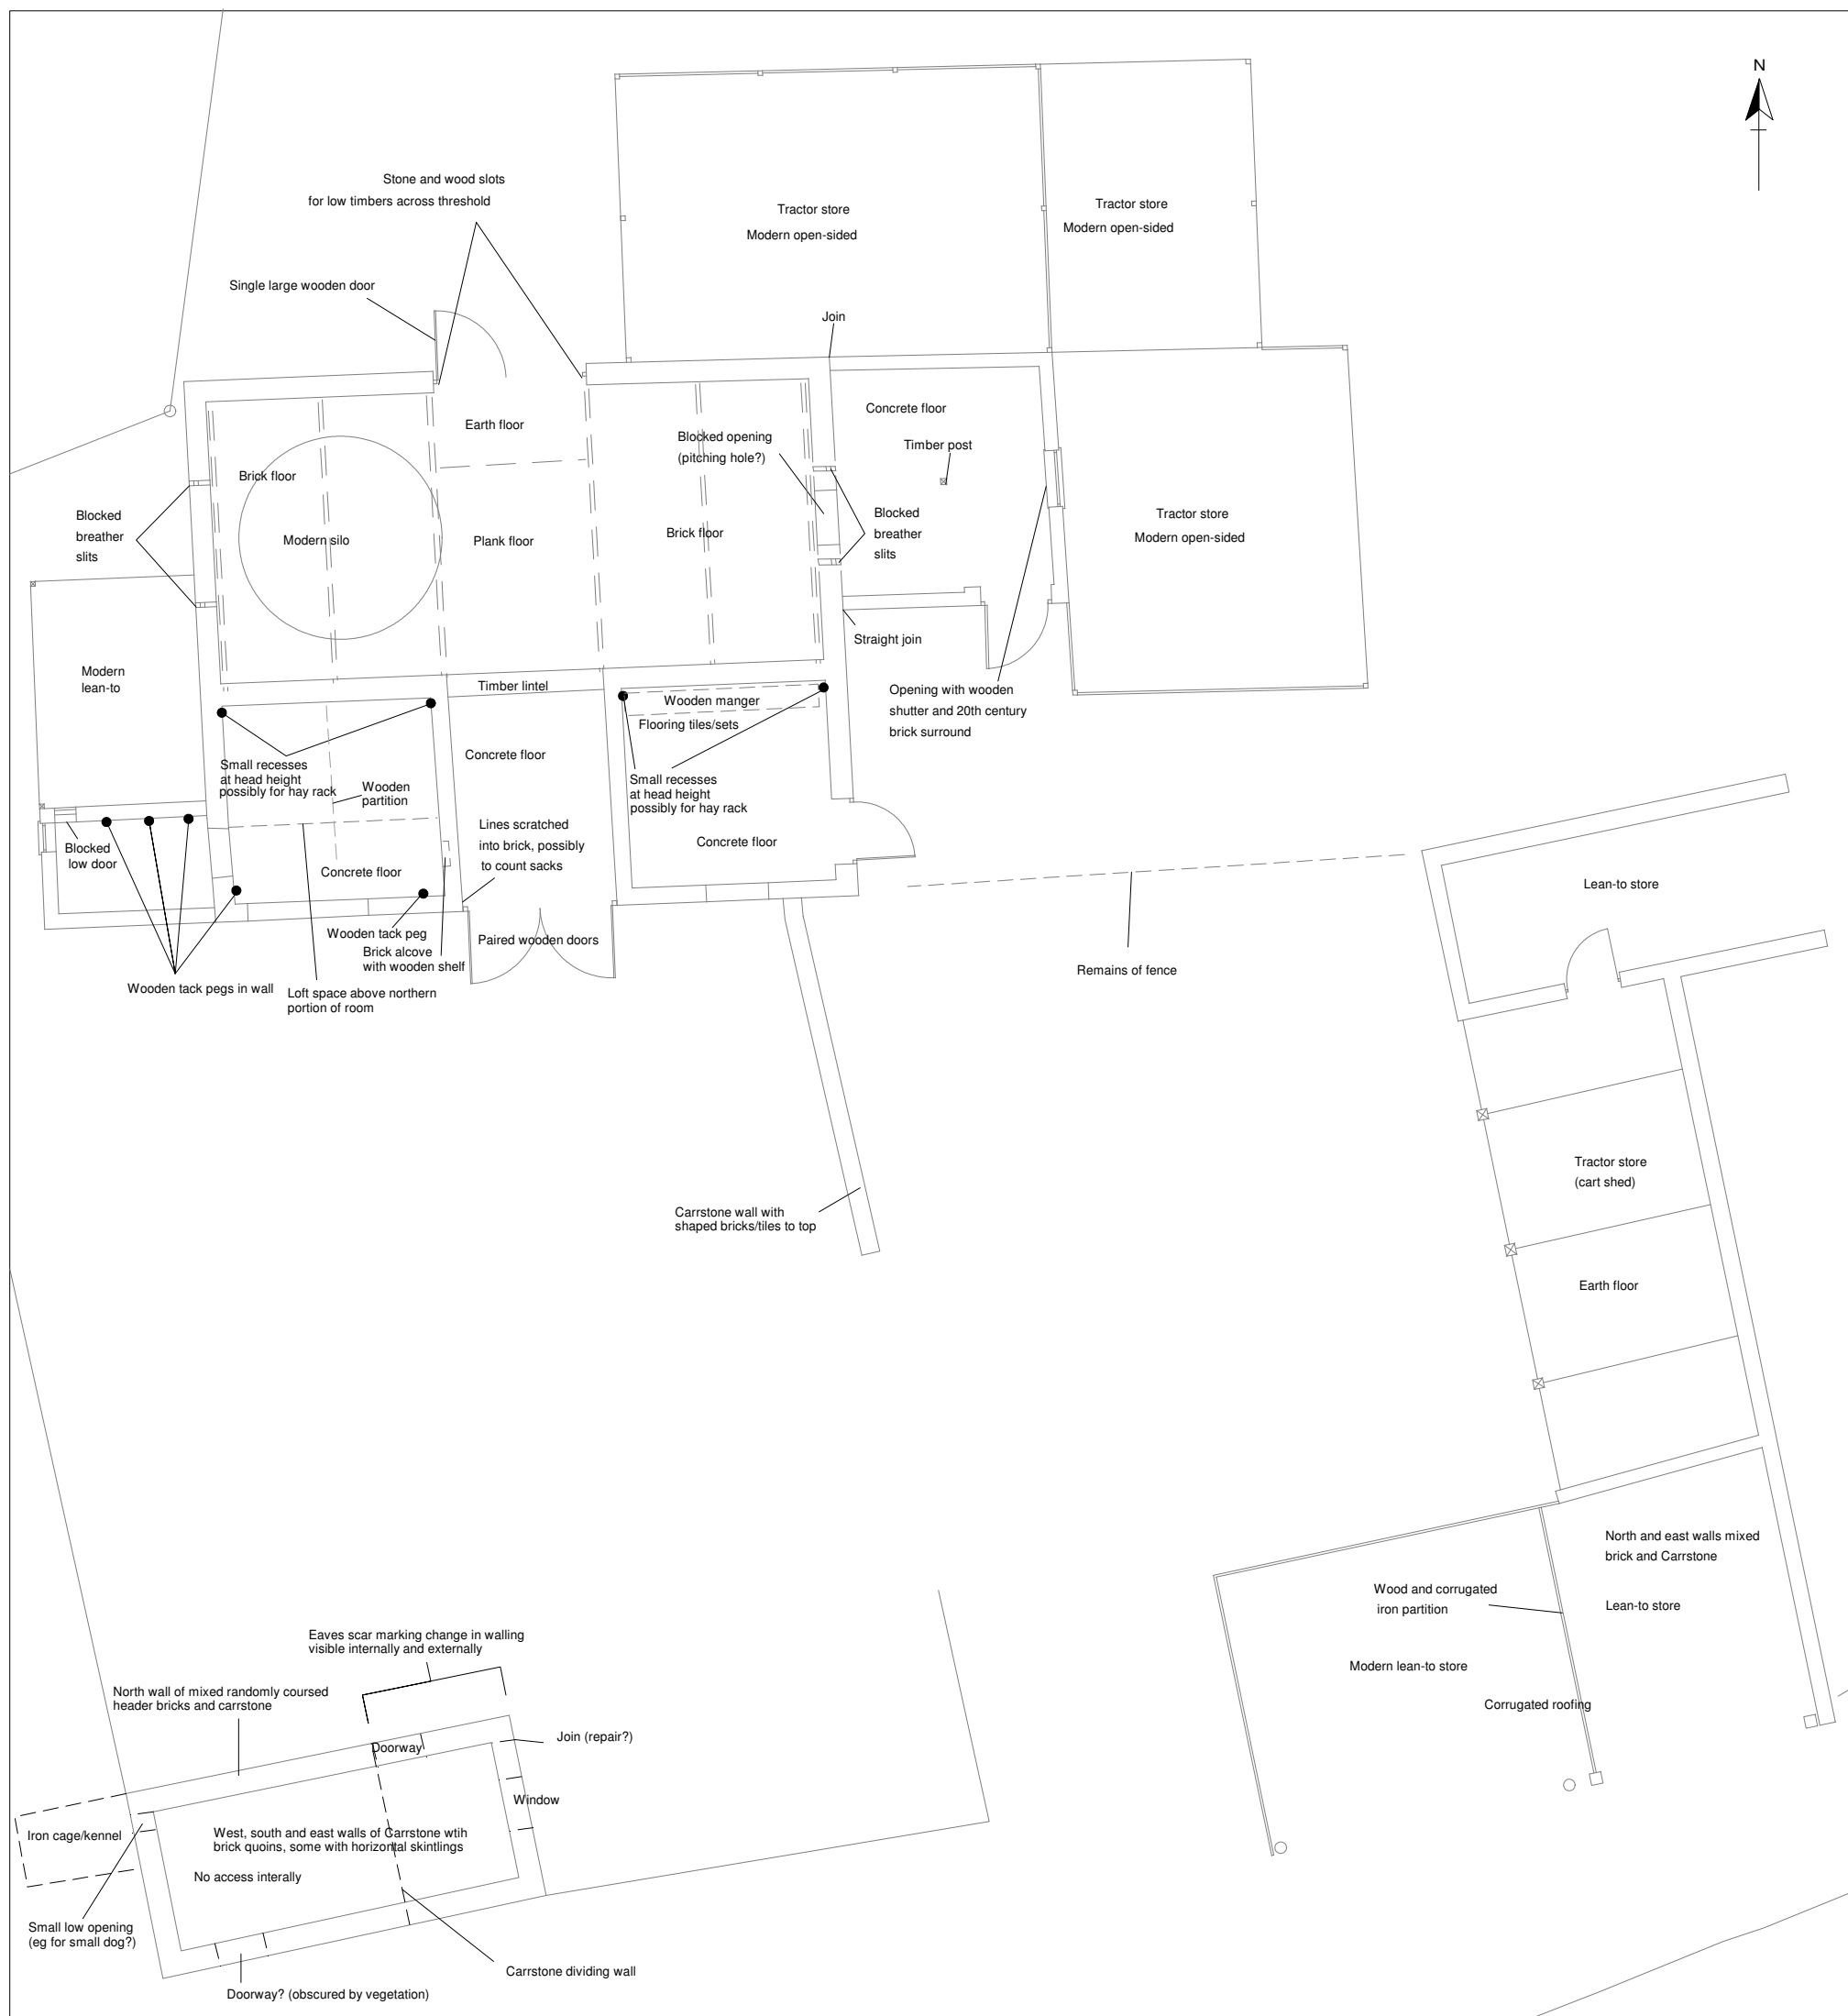 N
Stone and wood slots
for low timbers across threshold
Tractor store
Modern open-sided
Tractor store
Modern open-sided
Single large wooden door
Join
Earth floor
Concrete floor
Blocked opening
(pitching hole?)
Timber post
Brick floor
Blocked
breather
slits
Modern silo
Plank floor
Brick floor
Blocked
breather
slits
Tractor store
Modern open-sided
Straight join
Modern
lean-to
Timber lintel
Wooden manger
Flooring tiles/sets
Opening with wooden
shutter and 20th century
brick surround
Concrete floor
Small recesses
at head height
possibly for hay rack
Wooden
partition
Small recesses
at head height
possibly for hay rack
Lines scratched
into brick, possibly
to count sacks
Blocked
low door
Concrete floor
Concrete floor
Lean-to store
Wooden tack peg
Brick alcove
with wooden shelf
Paired wooden doors
Wooden tack pegs in wall
Loft space above northern
portion of room
Remains of fence
Tractor store
(cart shed)
Carrstone wall with
shaped bricks/tiles to top
Earth floor
North and east walls mixed
brick and Carrstone
Wood and corrugated
iron partition
Lean-to store
Modern lean-to store
Corrugated roofing
Eaves scar marking change in walling
visible internally and externally
North wall of mixed randomly coursed
header bricks and carrstone
Doorway
Join (repair?)
Window
Iron cage/kennel
West, south and east walls of Carrstone wtih
brick quoins, some with horizontal skintlings
No access interally
Small low opening
(eg for small dog?)
Carrstone dividing wall
Doorway? (obscured by vegetation)